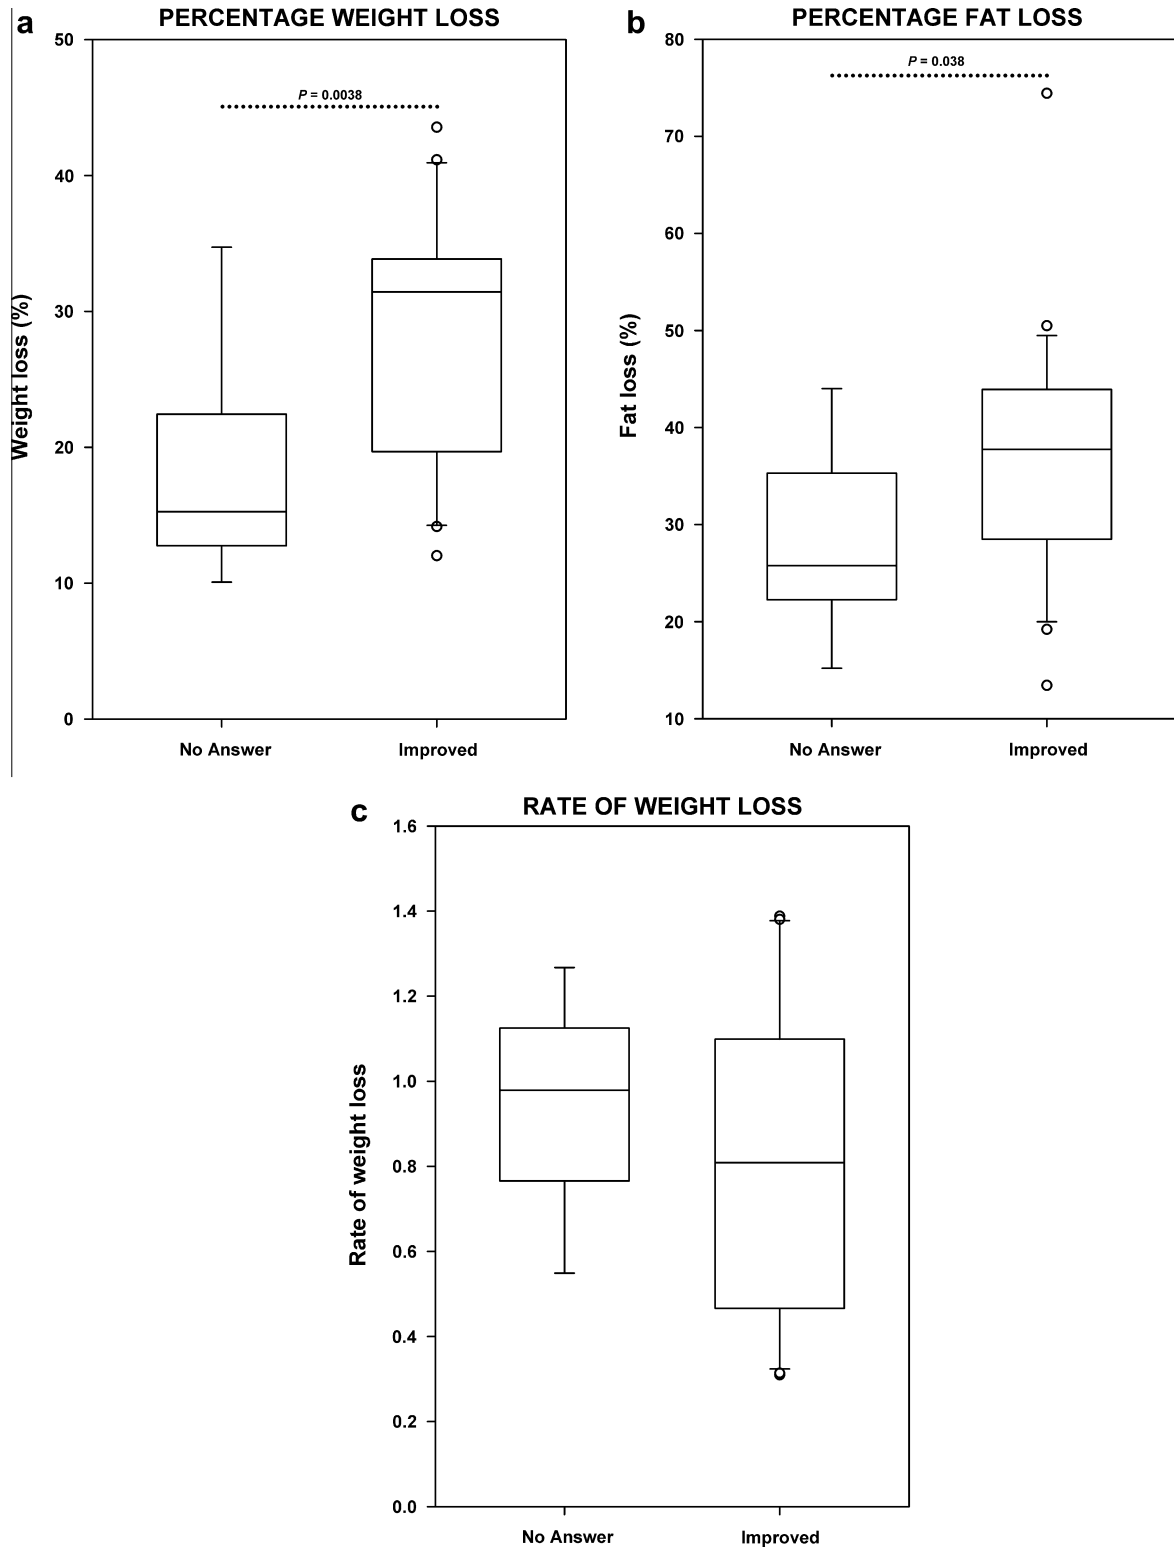 a
PERCENTAGE WEIGHT LOSS
50
40
30
20
10
0
Weight loss (%)
P = 0.0038
No Answer
Improved
b
PERCENTAGE FAT LOSS
80
70
60
50
40
30
20
10
Fat loss (%)
P = 0.038
No Answer
Improved
c
RATE OF WEIGHT LOSS
1.6
1.4
1.2
1.0
0.8
0.6
0.4
0.2
0.0
Rate of weight loss
No Answer
Improved